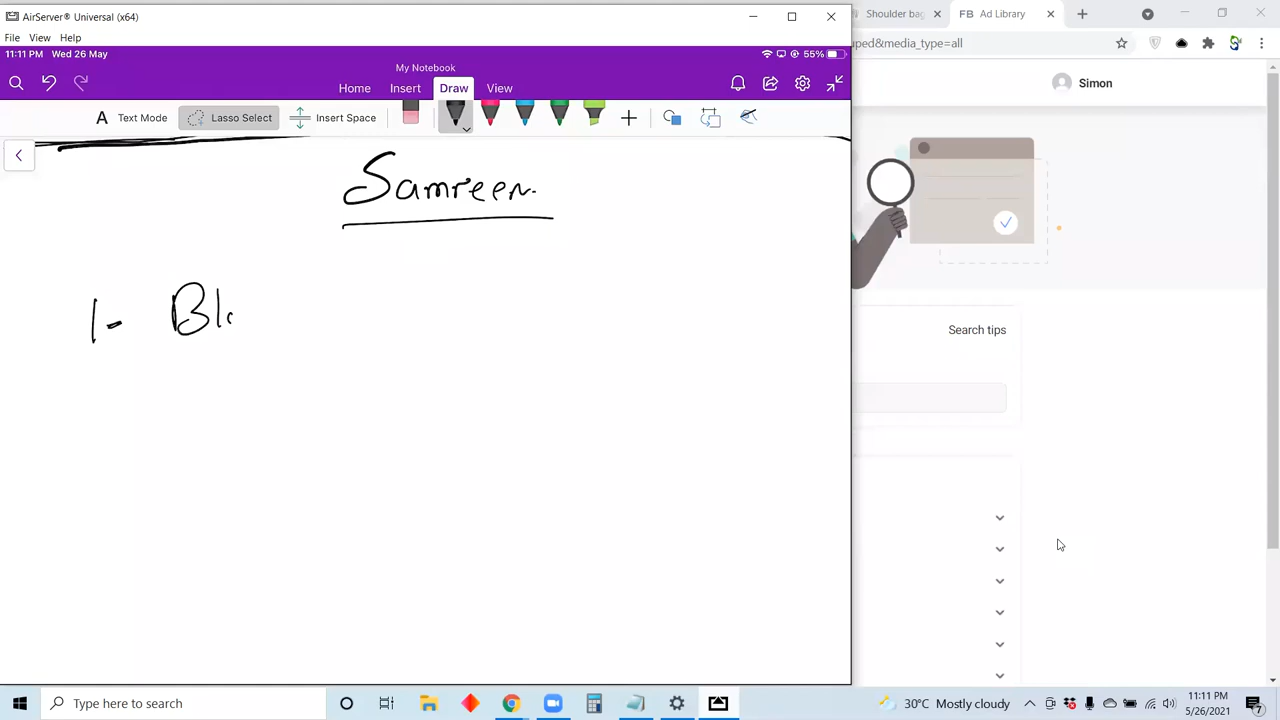 AirServer® Universal (x64)
Shoulder bag
Ad Library
File View Help
uped&media_type=all
11:11 PM Wed 26 May
55%
My Notebook
Home Insert Draw View
Simon
Text Mode
Lasso Select
Insert Space
Samreen.
1-
Search tips
Type here to search
30°C Mostly cloudy
11:11 PM
5/26/2021
7